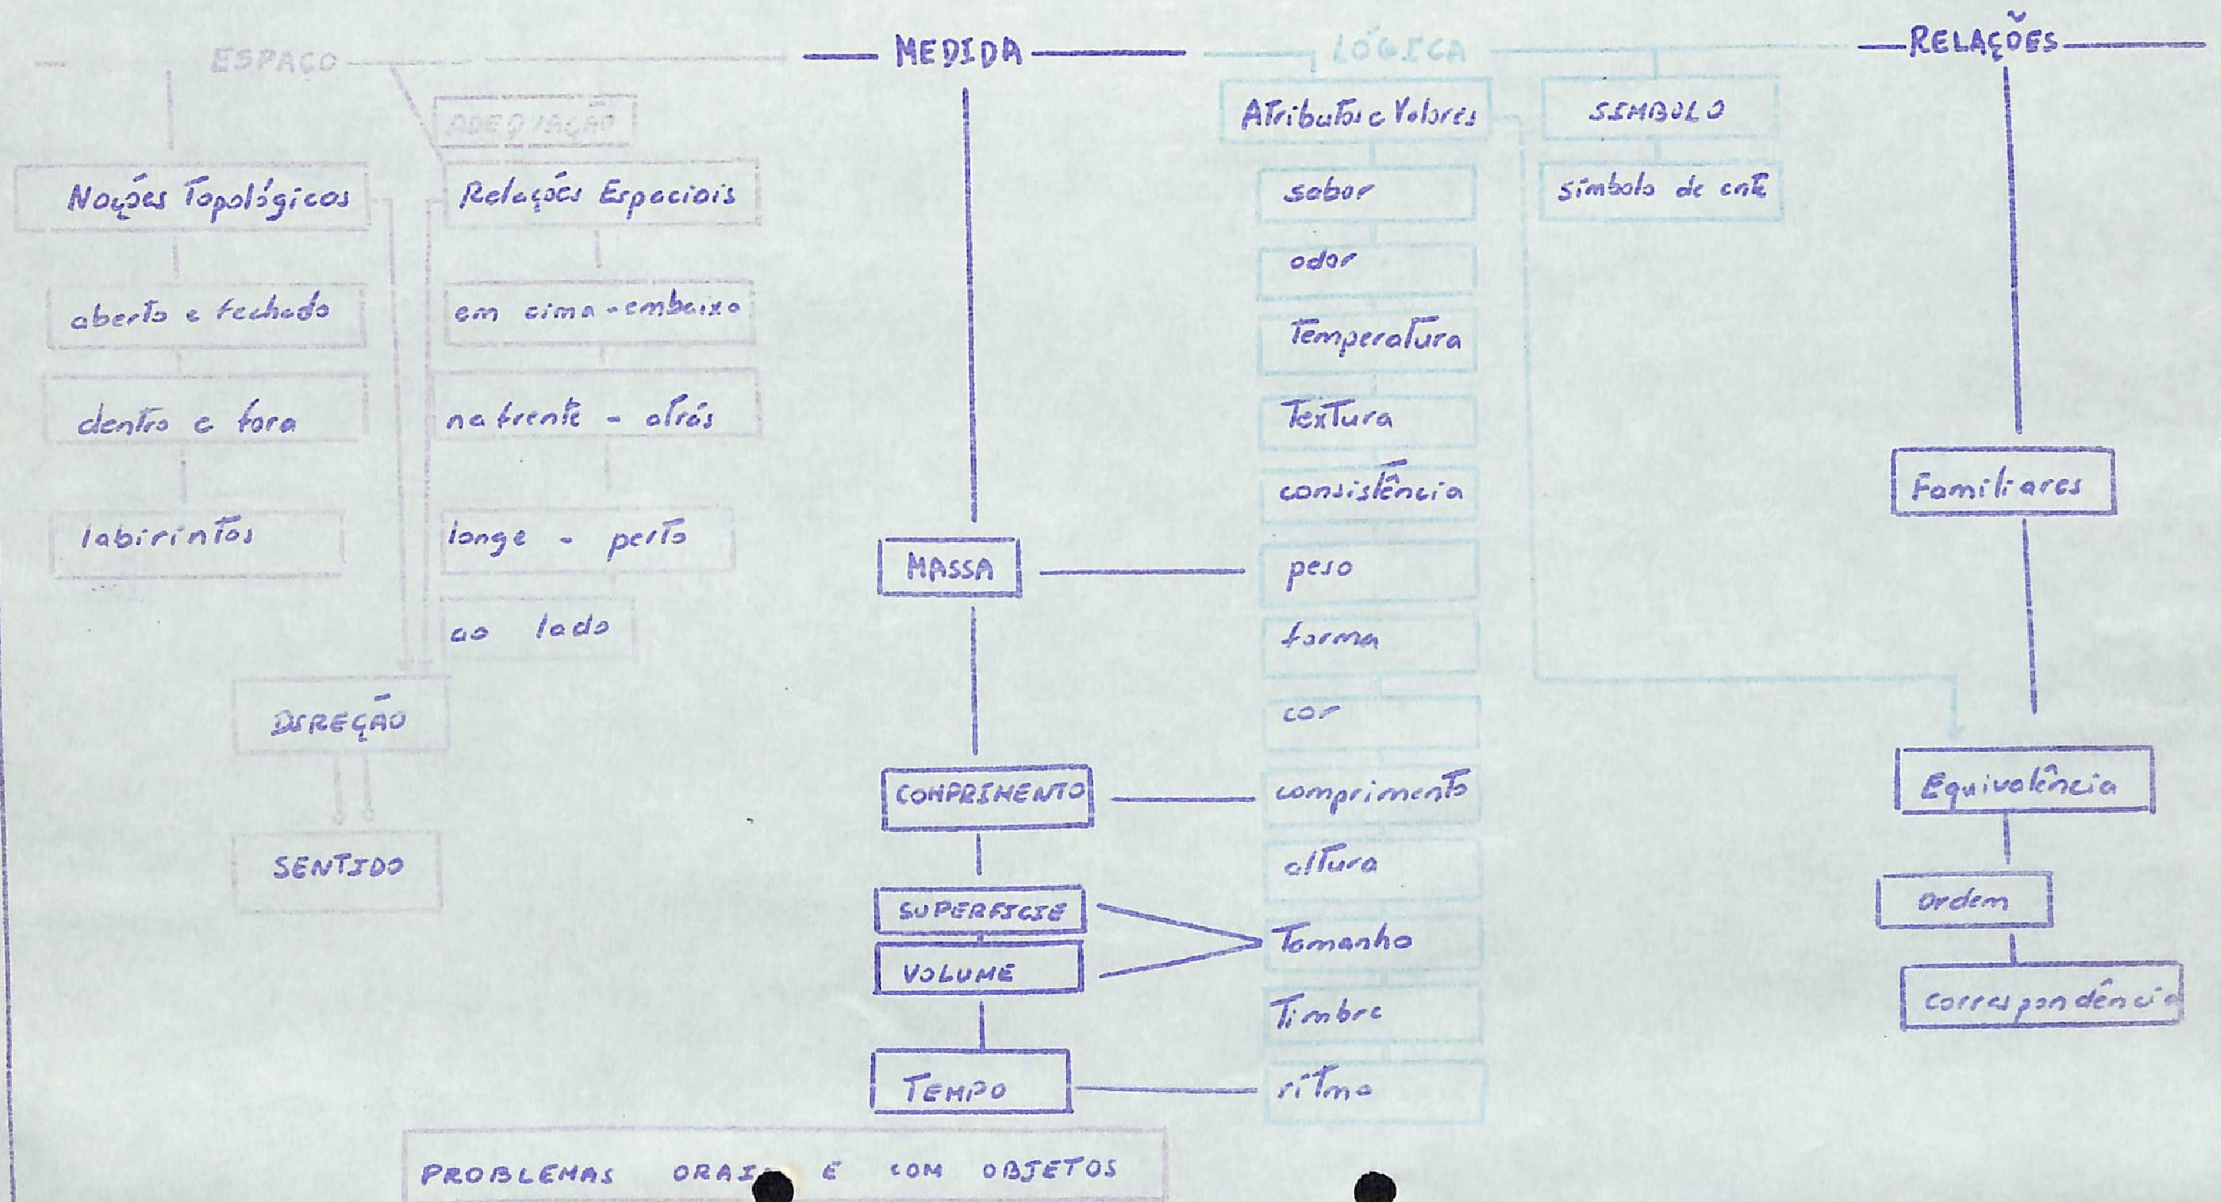 ESPAÇO
MEDIDA
LÓGICA
RELAÇÕES
ADEQUAÇÃO
Noções Topológicas
Relações Espaciais
aberto e fechado
em cima - embaixo
dentro e fora
na frente - atrás
labirintos
longe - perto
ao lado
DIREÇÃO
SENTIDO
MASSA
COMPRIMENTO
SUPERFICIE
VOLUME
TEMPO
Atributos e Valores
sabor
odor
Temperatura
Textura
consistência
peso
forma
cor
comprimento
altura
Tamanho
Timbre
ritmo
SIMBOLO
símbolo de ente
Familiares
Equivalência
Ordem
Correspondência
PROBLEMAS ORAIS E COM OBJETOS